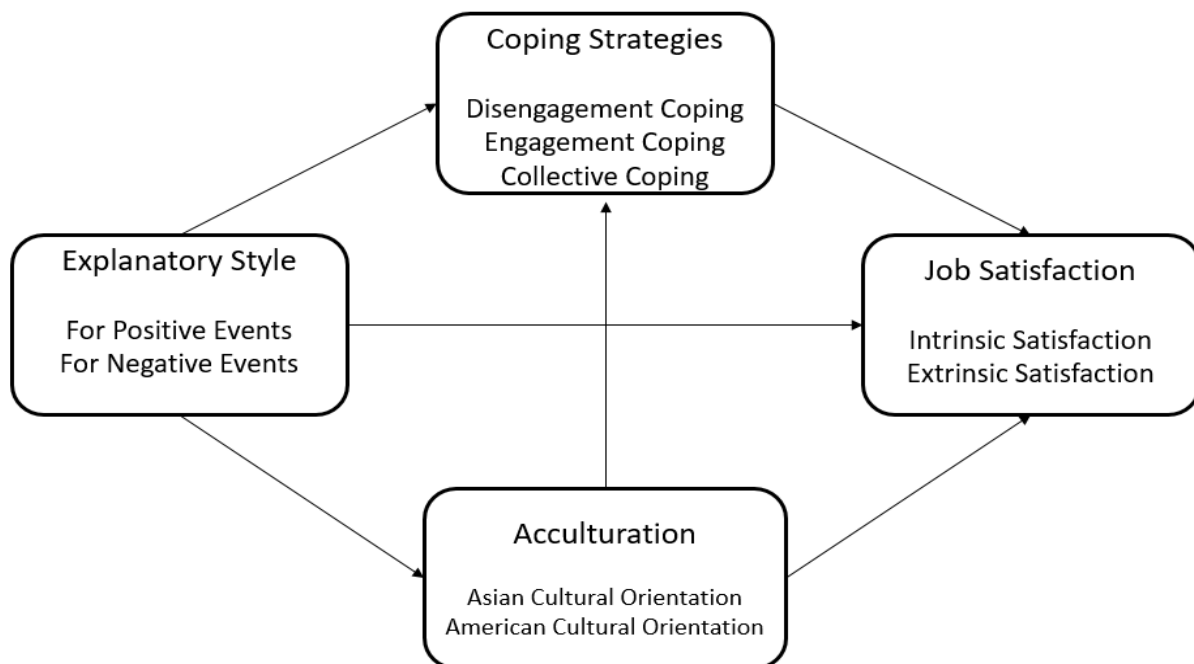 Coping Strategies
Disengagement Coping
Engagement Coping
Collective Coping
Explanatory Style
For Positive Events
For Negative Events
Job Satisfaction
Intrinsic Satisfaction
Extrinsic Satisfaction
Acculturation
Asian Cultural Orientation
American Cultural Orientation